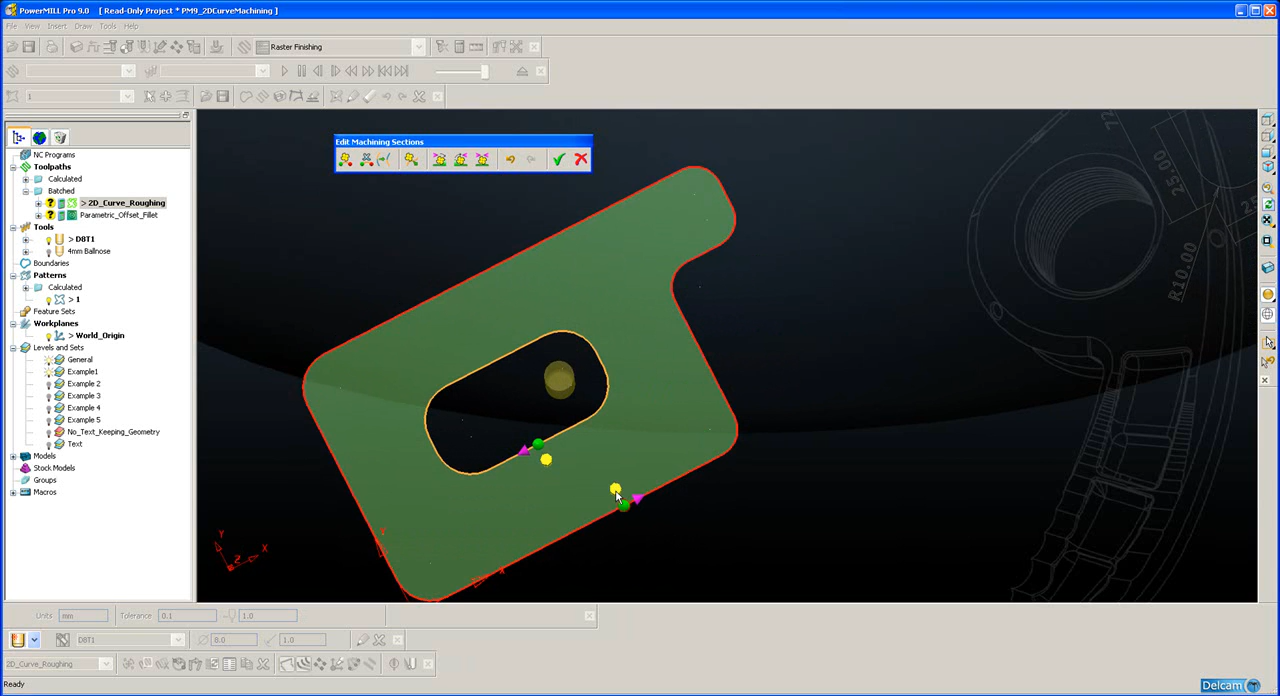 PowerMILL Pro 9.0 [ Read-Only Project * PM9_2DCurveMachining ]
File View Insert Draw Tools Help
Raster Finishing
1
Edit Machining Sections
NC Programs
Toolpaths
Calculated
Batched
> 2D_Curve_Roughing
Parametric_Offset_Fillet
Tools
> D8T1
4mm Ballnose
Boundaries
Patterns
Calculated
> 1
Feature Sets
Workplanes
> World_Origin
Levels and Sets
General
Example1
Example 2
Example 3
Example 4
Example 5
No_Text_Keeping_Geometry
Text
Models
Stock Models
Groups
Macros
72
25.00
25
R10.00
Y
X
Z
Y
X
Units mm Tolerance 0.1 1.0
D8T1 8.0 1.0
2D_Curve_Roughing
Ready
Delcam